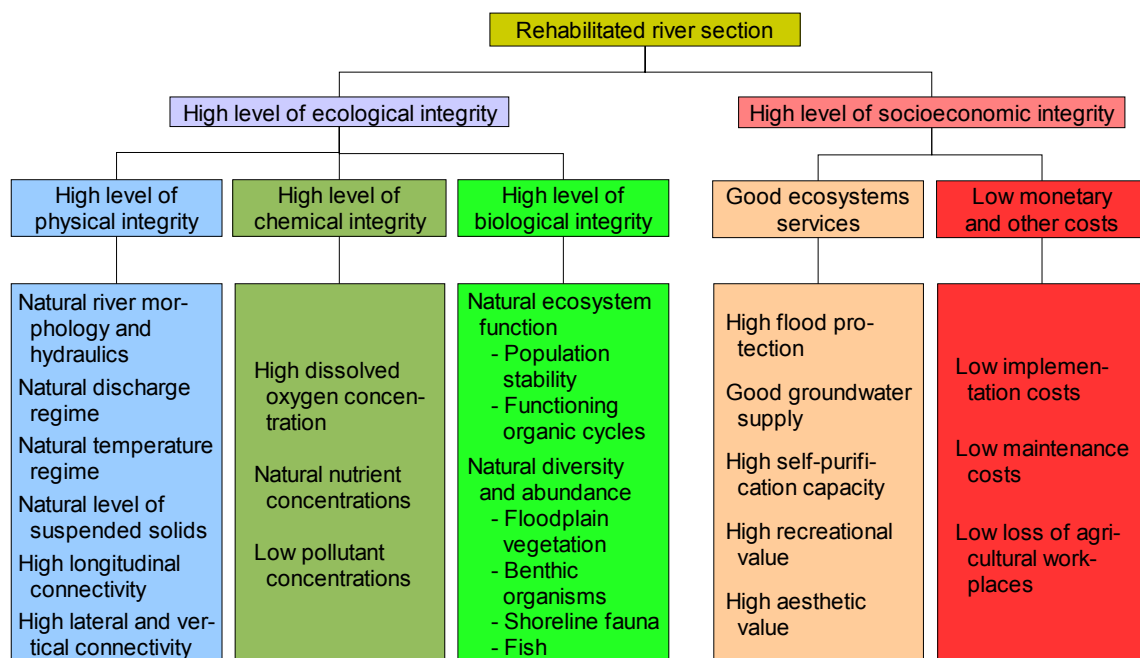 Rehabilitated river section
High level of ecological integrity
High level of socioeconomic integrity
High level of
physical integrity
High level of
chemical integrity
High level of
biological integrity
Good ecosystems
services
Low monetary
and other costs
Natural river mor-
phology and
hydraulics
Natural discharge
regime
Natural temperature
regime
Natural level of
suspended solids
High longitudinal
connectivity
High lateral and ver-
tical connectivity
High dissolved
oxygen concen-
tration
Natural nutrient
concentrations
Low pollutant
concentrations
Natural ecosystem
function
- Population
stability
- Functioning
organic cycles
Natural diversity
and abundance
- Floodplain
vegetation
- Benthic
organisms
- Shoreline fauna
- Fish
High flood pro-
tection
Good groundwater
supply
High self-purifi-
cation capacity
High recreational
value
High aesthetic
value
Low implemen-
tation costs
Low maintenance
costs
Low loss of agri-
cultural work-
places